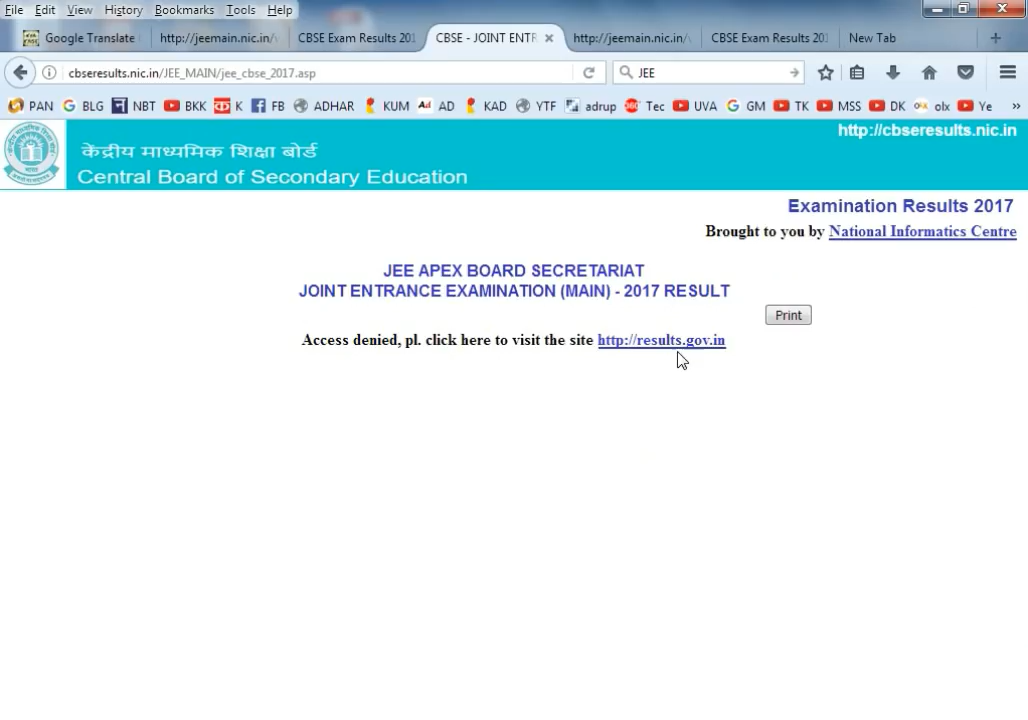 File Edit View History Bookmarks Tools Help
Google Translate http://jeemain.nic.in/ CBSE Exam Results 201 CBSE - JOINT ENTR http://jeemain.nic.in/ CBSE Exam Results 201 New Tab
cbseresults.nic.in/JEE_MAIN/jee_cbse_2017.asp JEE
PAN BLG NBT BKK K FB ADHAR KUM AD KAD YTF adrup Tec UVA GM TK MSS DK olx Ye »
http://cbseresults.nic.in
केंद्रीय माध्यमिक शिक्षा बोर्ड
Central Board of Secondary Education
Examination Results 2017
Brought to you by National Informatics Centre
JEE APEX BOARD SECRETARIAT
JOINT ENTRANCE EXAMINATION (MAIN) - 2017 RESULT
Print
Access denied, pl. click here to visit the site http://results.gov.in